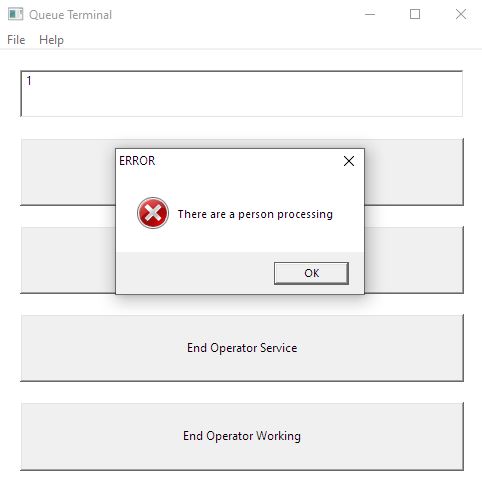 Queue Terminal
File Help
1
ERROR
There are a person processing
OK
End Operator Service
End Operator Working